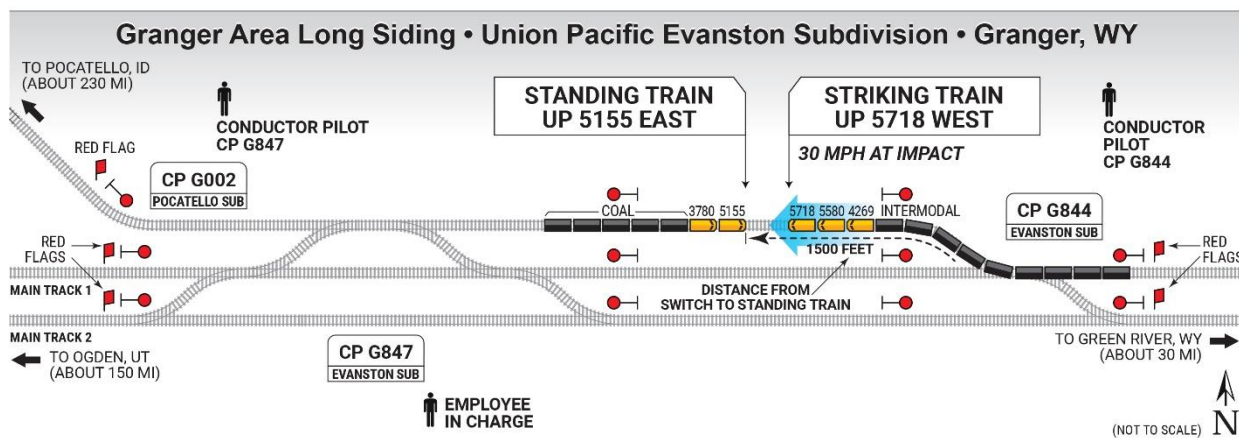 Granger Area Long Siding • Union Pacific Evanston Subdivision • Granger, WY
TO POCATELLO, ID
(ABOUT 230 MI)
CONDUCTOR PILOT
CP G847
STANDING TRAIN
UP 5155 EAST
STRIKING TRAIN
UP 5718 WEST
30 MPH AT IMPACT
CONDUCTOR
PILOT
CP G844
RED FLAG
CP G002
POCATELLO SUB
COAL
3780 5155
5718 5580 4269
INTERMODAL
CP G844
EVANSTON SUB
RED
FLAGS
RED
FLAGS
1500 FEET
MAIN TRACK 1
DISTANCE FROM
SWITCH TO STANDING TRAIN
MAIN TRACK 2
TO OGDEN, UT
(ABOUT 150 MI)
CP G847
EVANSTON SUB
TO GREEN RIVER, WY
(ABOUT 30 MI)
EMPLOYEE
IN CHARGE
(NOT TO SCALE)
N